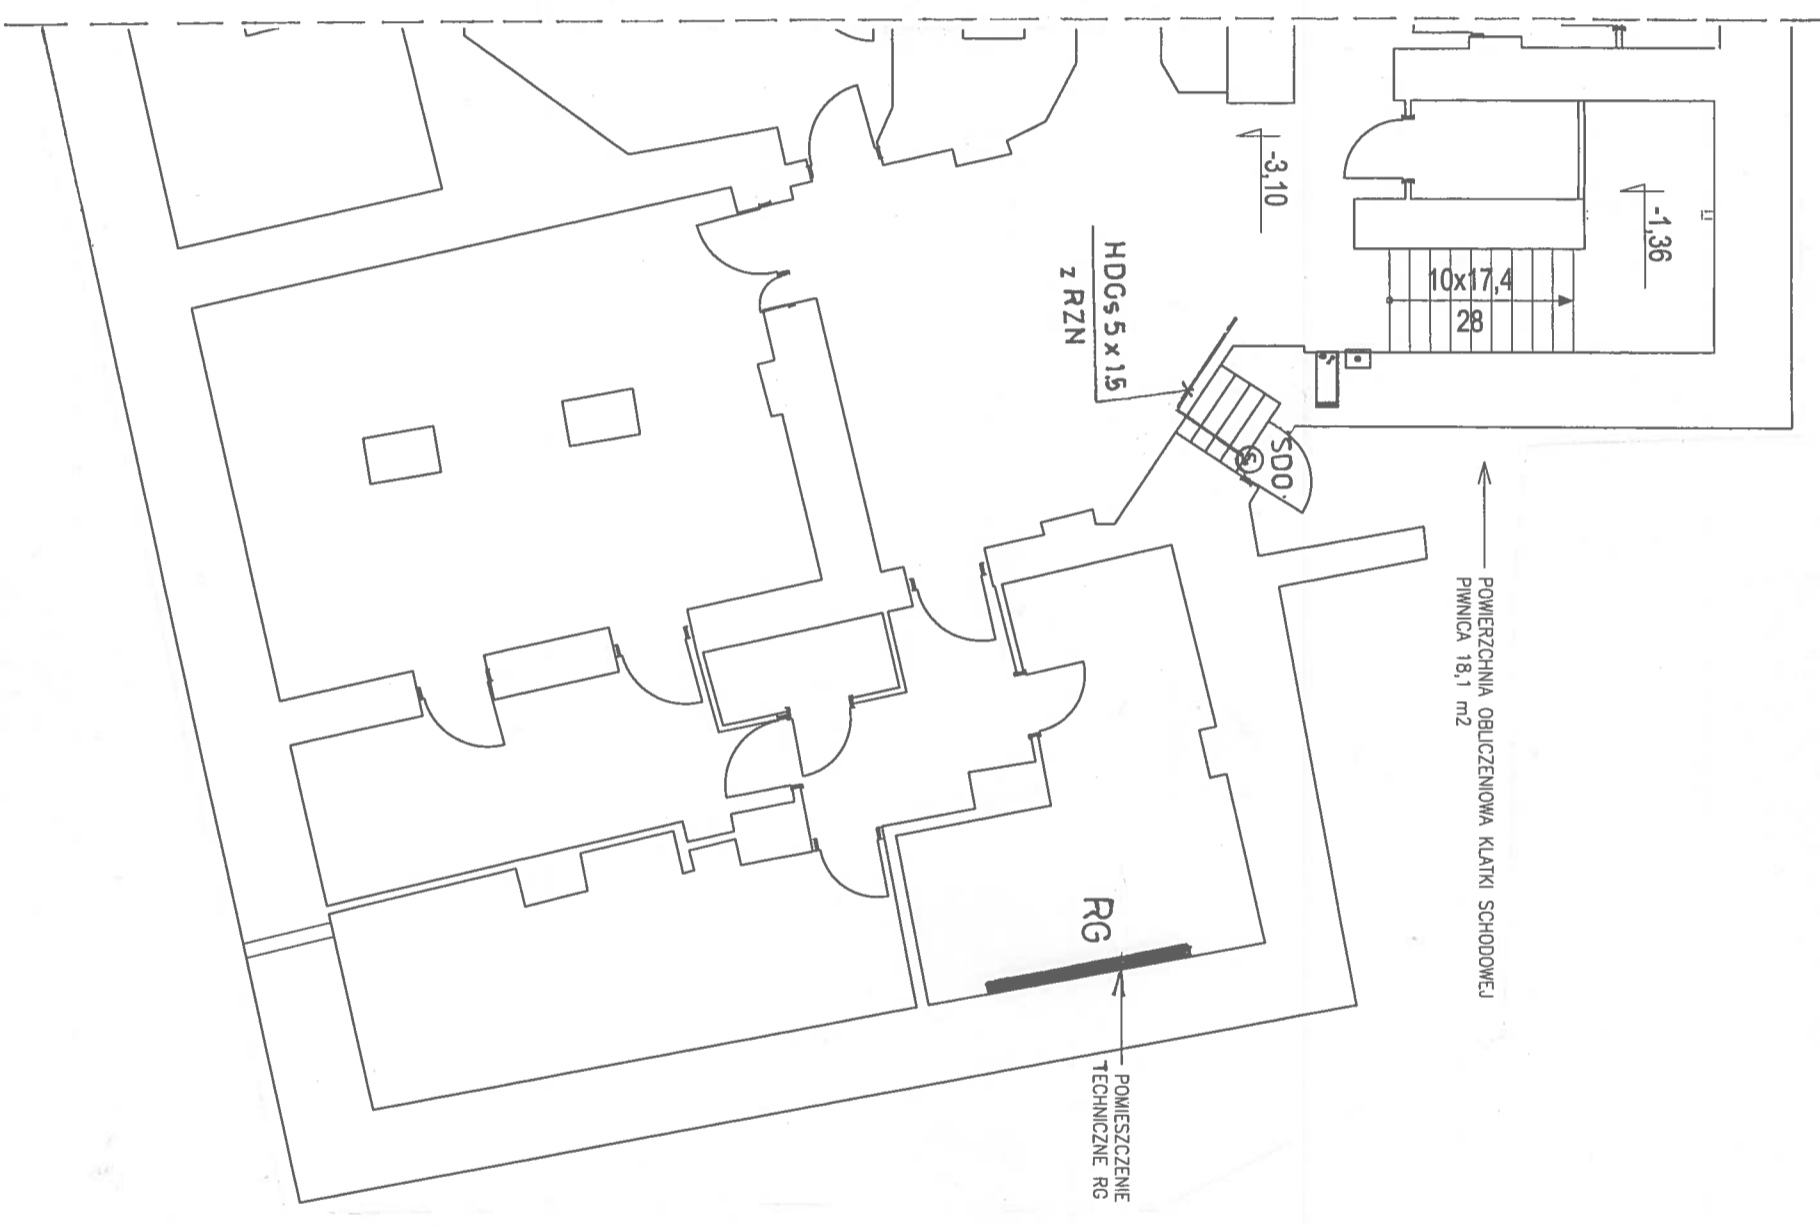 -3,10
-1,36
10x17,4
28
HDGs 5 x 1,5
z RZN
SDO.
S
POWIERZCHNIA OBLICZENIOWA KLATKI SCHODOWEJ
PIWNICA 18,1 m2
RG
POMIESZCZENIE
TECHNICZNE RG